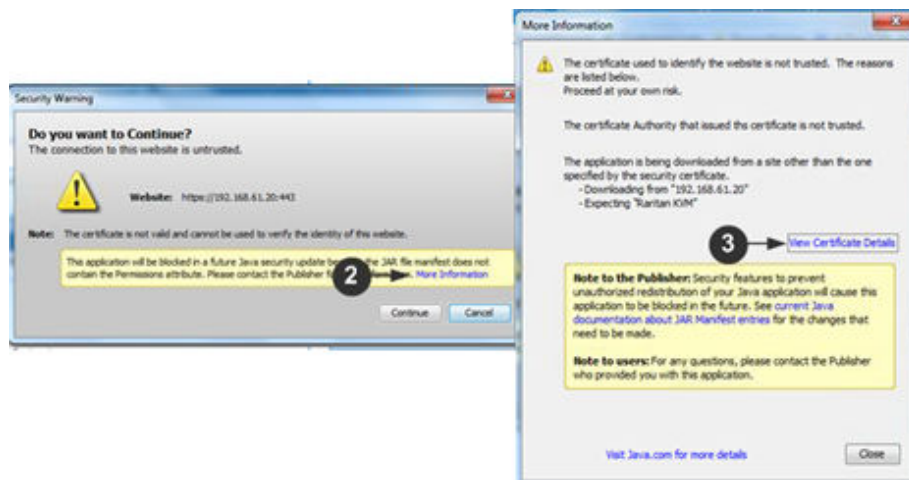 Security Warning
Do you want to Continue?
The connection to this website is untrusted.
Website: https://192.168.61.20:443
Note: The certificate is not valid and cannot be used to verify the identity of this website.
This application will be blocked in a future Java security update the JAR file manifest does not
contain the Permissions attribute. Please contact the Publisher More Information
2
Continue
Cancel
More Information
The certificate used to identify the website is not trusted. The reasons
are listed below.
Proceed at your own risk.
The certificate Authority that issued ths certificate is not trusted.
The application is being downloaded from a site other than the one
specified by the security certificate.
- Downloading from "192.168.61.20"
- Expecting "Raritan KVM"
3
View Certificate Details
Note to the Publisher: Security features to prevent
unauthorized redistribution of your Java application will cause this
application to be blocked in the future. See current Java
documentation about JAR Manifest entries for the changes that
need to be made.
Note to users: For any questions, please contact the Publisher
who provided you with this application.
Visit Java.com for more details
Close